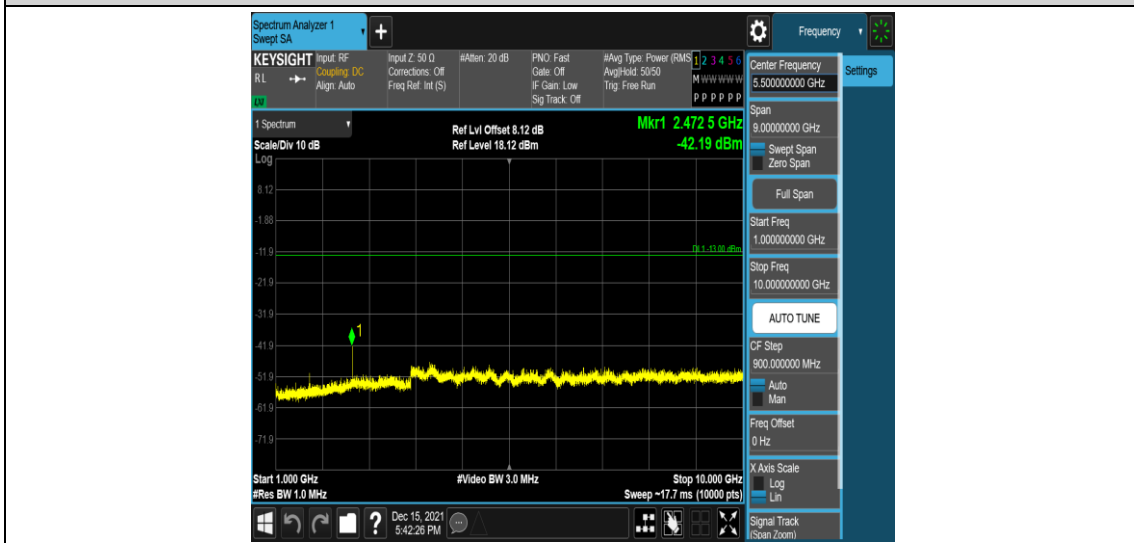 Spectrum Analyzer 1
Swept SA
+
Frequency
KEYSIGHT
RL
LXI
Input: RF
Coupling: DC
Align: Auto
Input Z: 50 Ω
Corrections: Off
Freq Ref: Int (S)
#Atten: 20 dB
PNO: Fast
Gate: Off
IF Gain: Low
Sig Track: Off
#Avg Type: Power (RMS
Avg|Hold: 50/50
Trig: Free Run
1 2 3 4 5 6
M W W W W W
P P P P P P
1 Spectrum
Scale/Div 10 dB
Ref Lvl Offset 8.12 dB
Ref Level 18.12 dBm
Mkr1 2.472 5 GHz
-42.19 dBm
Log
8.12
-1.88
-11.9
DL1 -13.00 dBm
-21.9
-31.9
1
-41.9
-51.9
-61.9
-71.9
Start 1.000 GHz
#Res BW 1.0 MHz
#Video BW 3.0 MHz
Stop 10.000 GHz
Sweep ~17.7 ms (10000 pts)
?
Dec 15, 2021
5:42:26 PM
Center Frequency
5.500000000 GHz
Settings
Span
9.00000000 GHz
Swept Span
Zero Span
Full Span
Start Freq
1.000000000 GHz
Stop Freq
10.000000000 GHz
AUTO TUNE
CF Step
900.000000 MHz
Auto
Man
Freq Offset
0 Hz
X Axis Scale
Log
Lin
Signal Track
(Span Zoom)